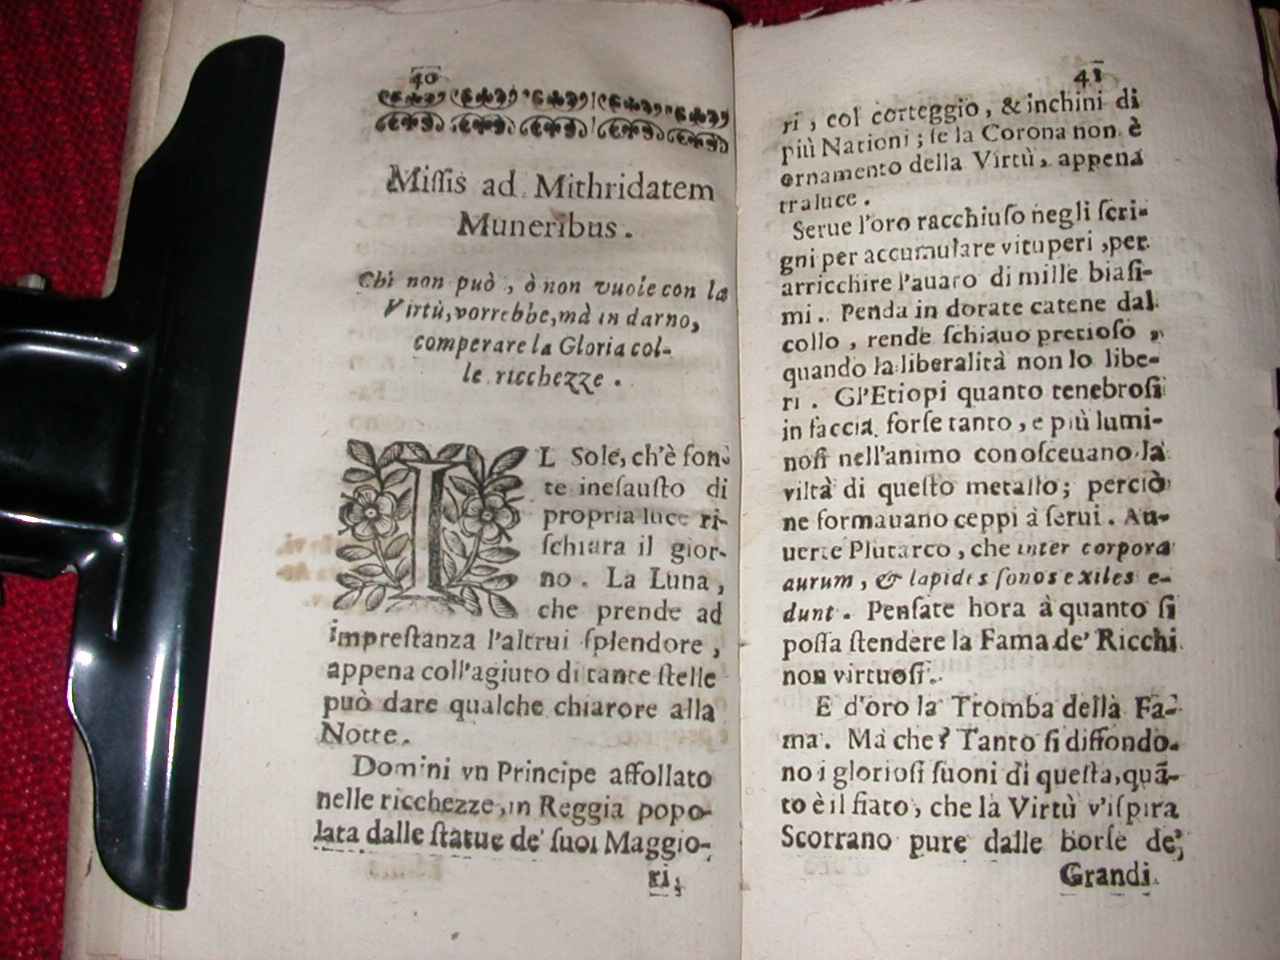 40
Missis ad Mithridatem
Muneribus.
Chi non può, ò non vuole con la
Virtù, vorrebbe, mà in darno,
comperare la Gloria col-
le ricchezze.
IL Sole, ch'è fon-
te inesausto di
propria luce ri-
schiara il gior-
no. La Luna,
che prende ad
imprestanza l'altrui splendore,
appena coll'agiuto di tante stelle
può dare qualche chiarore alla
Notte.
Domini vn Principe affollato
nelle ricchezze, in Reggia popo-
lata dalle statue de' suoi Maggio-
ri,
41
ri, col corteggio, & inchini di
più Nationi; se la Corona non è
ornamento della Virtù, appena
traluce.
Serue l'oro racchiuso negli scri-
gni per accumulare vituperi, per
arricchire l'auaro di mille biasi-
mi. Penda in dorate catene dal
collo, rende schiauo pretioso,
quando la liberalità non lo libe-
ri. Gl'Etiopi quanto tenebrosi
in faccia forse tanto, e più lumi-
nosi nell'animo conosceuano la
viltà di questo metallo; perciò
ne formauano ceppi à serui. Au-
uerte Plutarco, che inter corpora
aurum, & lapides sonos exiles e-
dunt. Pensate hora à quanto si
possa stendere la Fama de' Ricchi
non virtuosi.
E d'oro la Tromba della Fa-
ma. Mà che? Tanto si diffondo-
no i gloriosi suoni di questa, quā-
to è il fiato, che la Virtù v'ispira
Scorrano pure dalle borse de'
Grandi